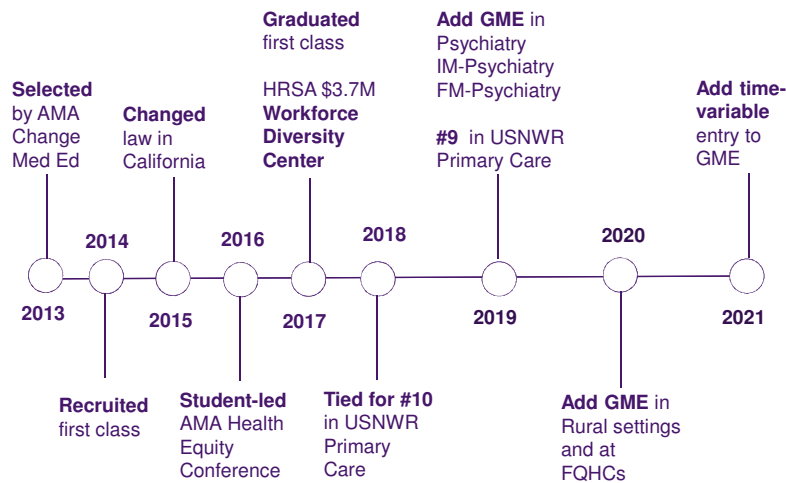 Selected
by AMA
Change
Med Ed
2013
2014
Recruited
first class
Changed
law in
California
2015
2016
Student-led
AMA Health
Equity
Conference
Graduated
first class
HRSA $3.7M
Workforce
Diversity
Center
2017
2018
Tied for #10
in USNWR
Primary
Care
Add GME in
Psychiatry
IM-Psychiatry
FM-Psychiatry
#9 in USNWR
Primary Care
2019
2020
Add GME in
Rural settings
and at
FQHCs
Add time-
variable
entry to
GME
2021